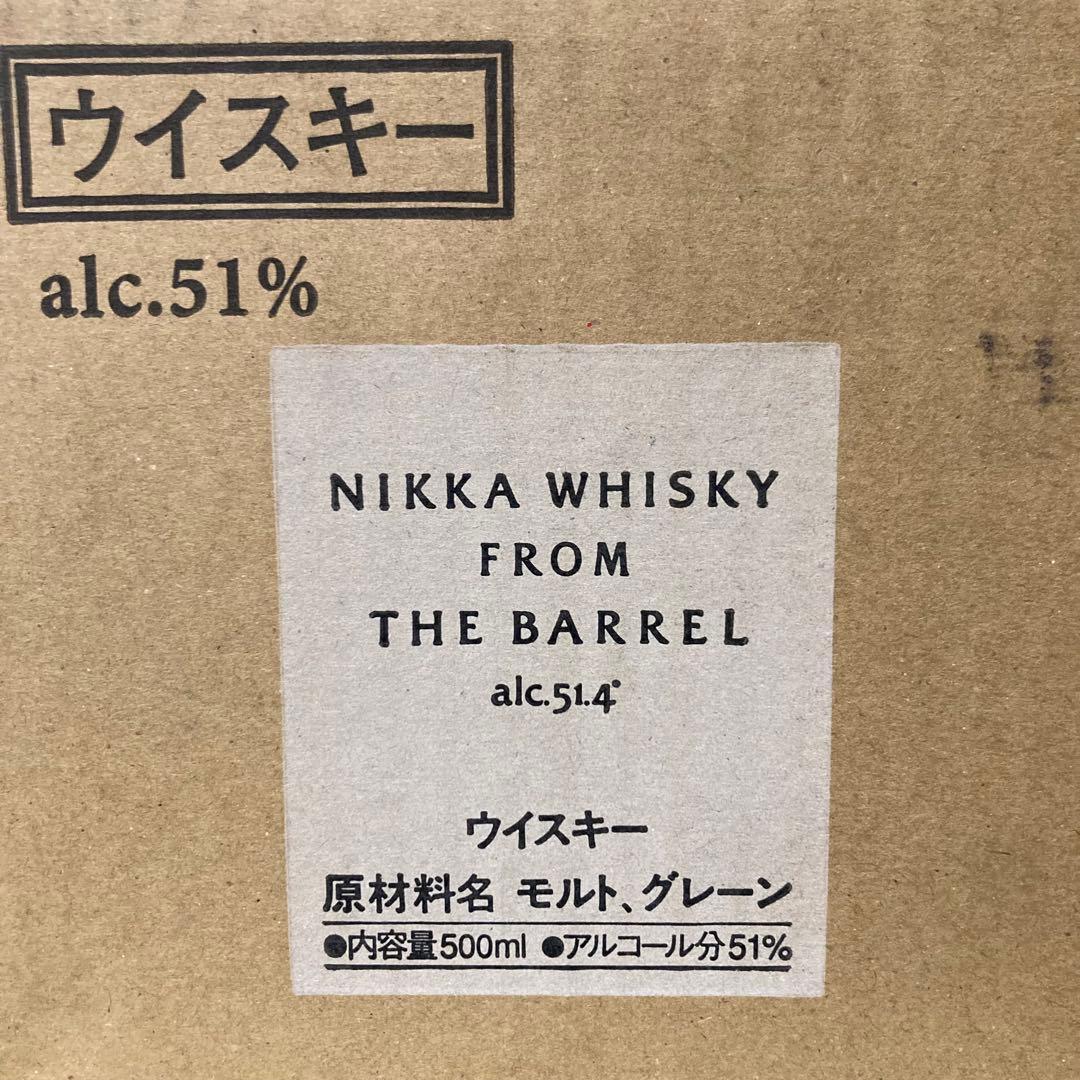 ウイスキー
alc.51%
NIKKA WHISKY
FROM
THE BARREL
alc.51.4°
ウイスキー
原材料名 モルト、グレーン
●内容量500ml ●アルコール分51%